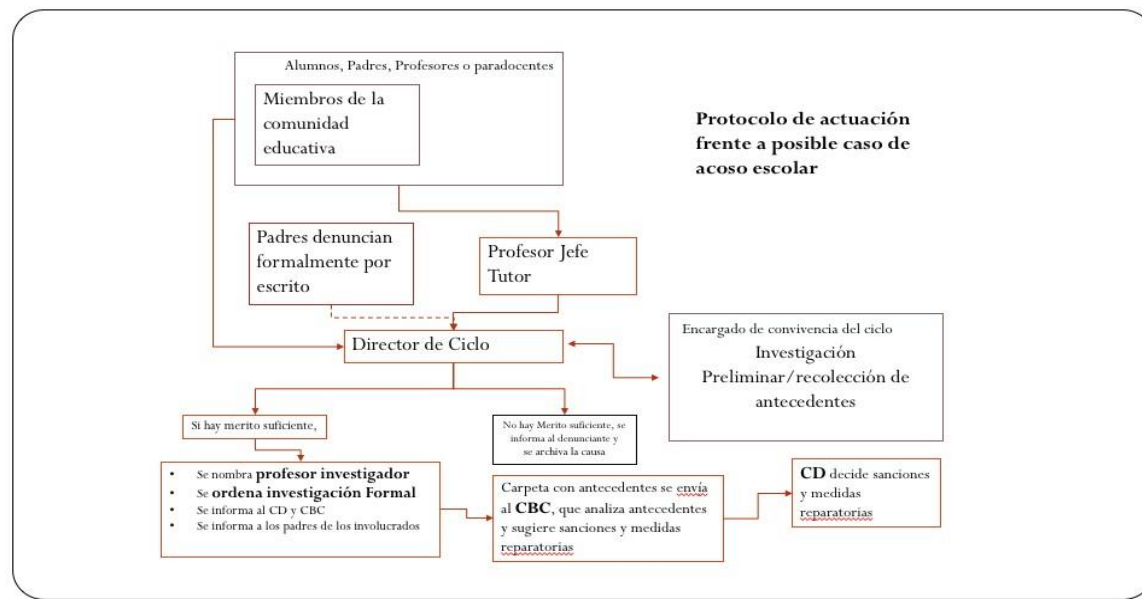 Alumnos, Padres, Profesores o paradocentes
Miembros de la
comunidad
educativa
Protocolo de actuación
frente a posible caso de
acoso escolar
Padres denuncian
formalmente por
escrito
Profesor Jefe
Tutor
Director de Ciclo
Encargado de convivencia del ciclo
Investigación
Preliminar/recolección de
antecedentes
Si hay merito suficiente,
No hay Merito suficiente, se
informa al denunciante y
se archiva la causa
• Se nombra profesor investigador
• Se ordena investigación Formal
• Se informa al CD y CBC
• Se informa a los padres de los involucrados
Carpeta con antecedentes se envía
al CBC, que analiza antecedentes
y sugiere sanciones y medidas
reparatorias
CD decide sanciones
y medidas
reparatorias